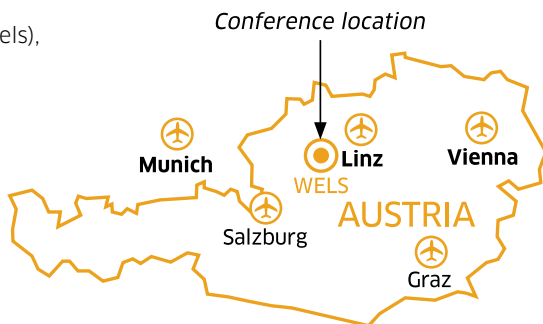 Conference location
els),
Munich
Linz
Vienna
WELS
AUSTRIA
Salzburg
Graz